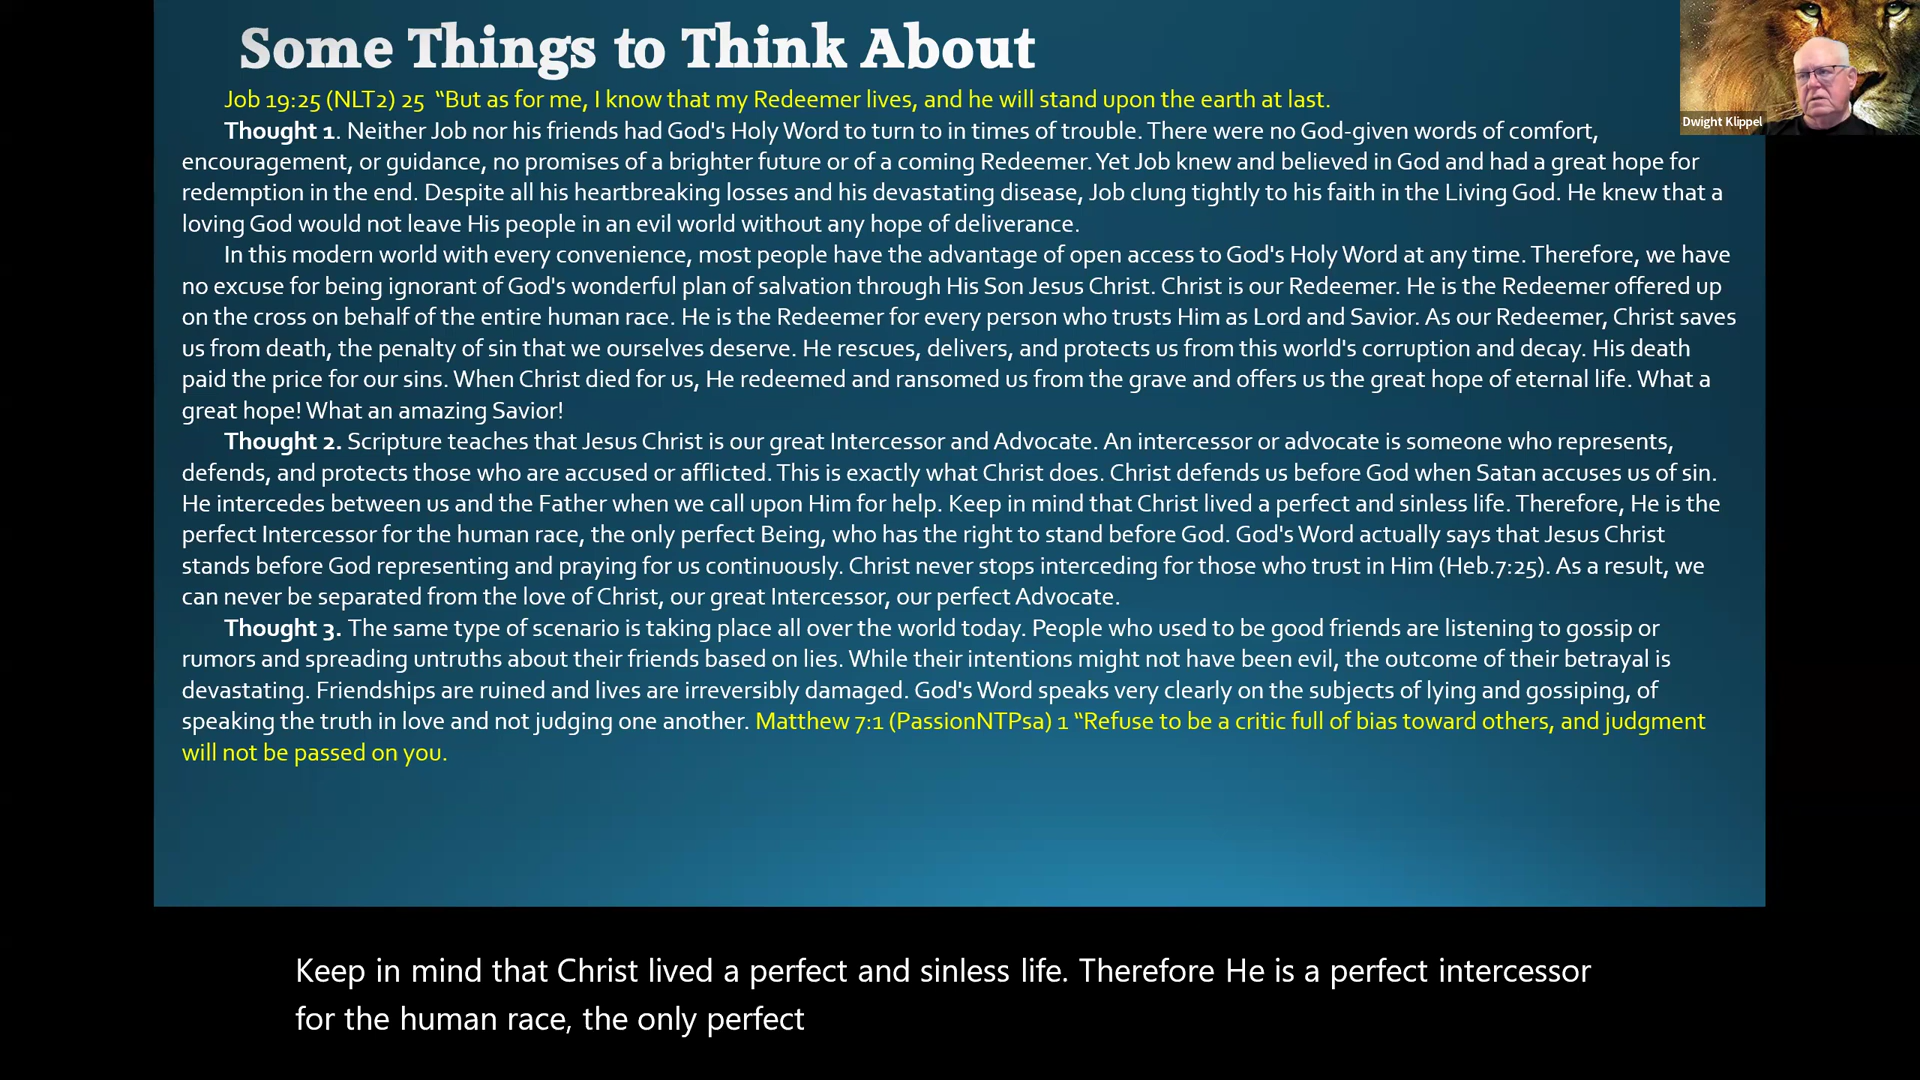 Some Things to Think About
Job 19:25 (NLT2) 25  “But as for me, I know that my Redeemer lives, and he will stand upon the earth at last.
Thought 1. Neither Job nor his friends had God's Holy Word to turn to in times of trouble. There were no God-given words of comfort,
encouragement, or guidance, no promises of a brighter future or of a coming Redeemer. Yet Job knew and believed in God and had a great hope for
redemption in the end. Despite all his heartbreaking losses and his devastating disease, Job clung tightly to his faith in the Living God. He knew that a
loving God would not leave His people in an evil world without any hope of deliverance.
In this modern world with every convenience, most people have the advantage of open access to God's Holy Word at any time. Therefore, we have
no excuse for being ignorant of God's wonderful plan of salvation through His Son Jesus Christ. Christ is our Redeemer. He is the Redeemer offered up
on the cross on behalf of the entire human race. He is the Redeemer for every person who trusts Him as Lord and Savior. As our Redeemer, Christ saves
us from death, the penalty of sin that we ourselves deserve. He rescues, delivers, and protects us from this world's corruption and decay. His death
paid the price for our sins. When Christ died for us, He redeemed and ransomed us from the grave and offers us the great hope of eternal life. What a
great hope! What an amazing Savior!
Thought 2. Scripture teaches that Jesus Christ is our great Intercessor and Advocate. An intercessor or advocate is someone who represents,
defends, and protects those who are accused or afflicted. This is exactly what Christ does. Christ defends us before God when Satan accuses us of sin.
He intercedes between us and the Father when we call upon Him for help. Keep in mind that Christ lived a perfect and sinless life. Therefore, He is the
perfect Intercessor for the human race, the only perfect Being, who has the right to stand before God. God's Word actually says that Jesus Christ
stands before God representing and praying for us continuously. Christ never stops interceding for those who trust in Him (Heb.7:25). As a result, we
can never be separated from the love of Christ, our great Intercessor, our perfect Advocate.
Thought 3. The same type of scenario is taking place all over the world today. People who used to be good friends are listening to gossip or
rumors and spreading untruths about their friends based on lies. While their intentions might not have been evil, the outcome of their betrayal is
devastating. Friendships are ruined and lives are irreversibly damaged. God's Word speaks very clearly on the subjects of lying and gossiping, of
speaking the truth in love and not judging one another. Matthew 7:1 (PassionNTPsa) 1 “Refuse to be a critic full of bias toward others, and judgment
will not be passed on you.
Dwight Klippel
Keep in mind that Christ lived a perfect and sinless life. Therefore He is a perfect intercessor
for the human race, the only perfect